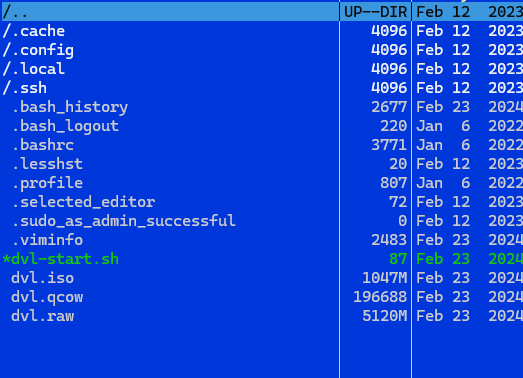 /.. UP--DIR Feb 12 2023
/.cache 4096 Feb 12 2023
/.config 4096 Feb 12 2023
/.local 4096 Feb 12 2023
/.ssh 4096 Feb 12 2023
.bash_history 2677 Feb 23 2024
.bash_logout 220 Jan 6 2022
.bashrc 3771 Jan 6 2022
.lesshst 20 Feb 12 2023
.profile 807 Jan 6 2022
.selected_editor 72 Feb 12 2023
.sudo_as_admin_successful 0 Feb 12 2023
.viminfo 2483 Feb 23 2024
*dvl-start.sh 87 Feb 23 2024
dvl.iso 1047M Feb 23 2024
dvl.qcow 196688 Feb 23 2024
dvl.raw 5120M Feb 23 2024